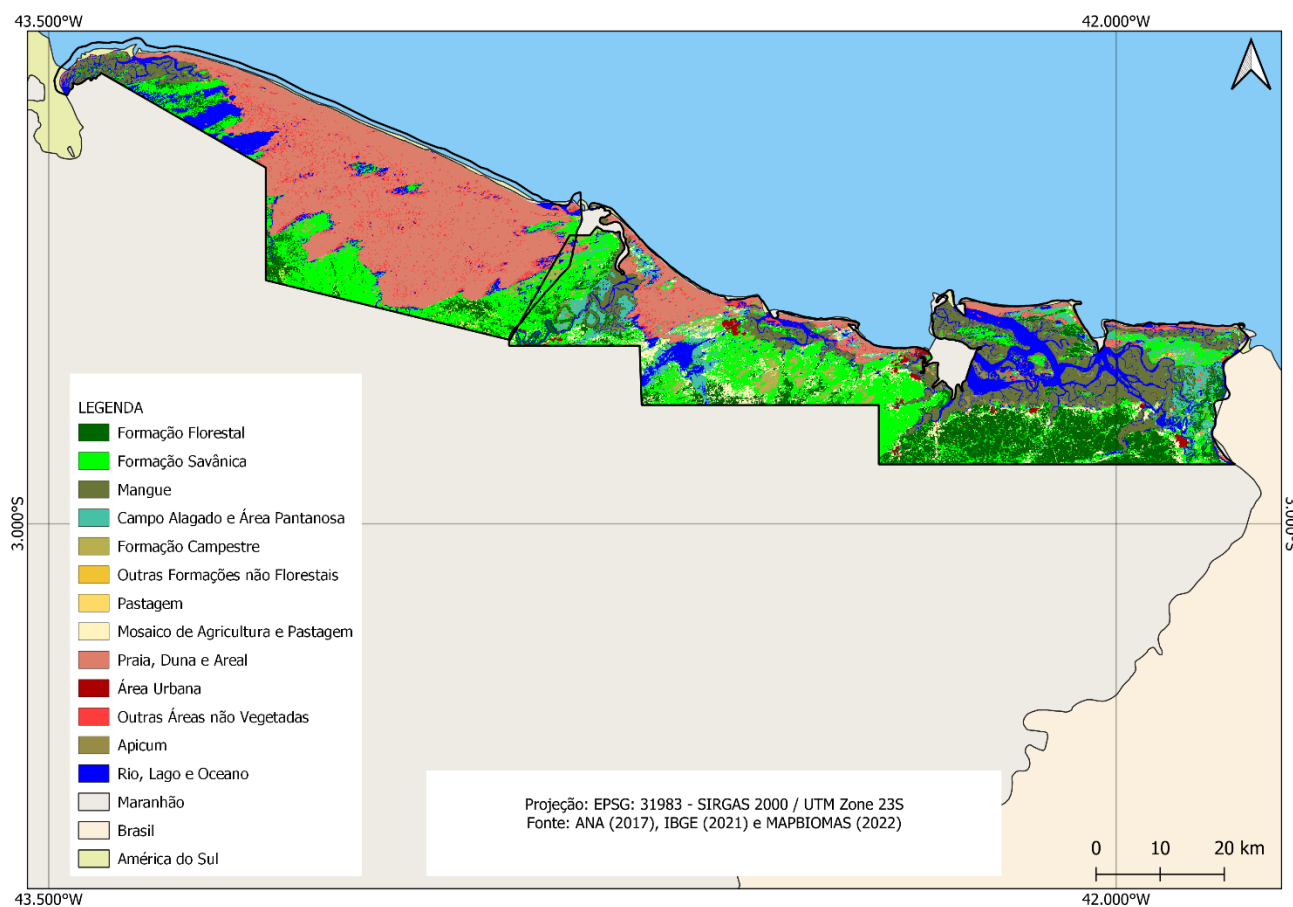 43.500°W
42.000°W
LEGENDA
Formação Florestal
Formação Savânica
Mangue
Campo Alagado e Área Pantanosa
Formação Campestre
Outras Formações não Florestais
Pastagem
Mosaico de Agricultura e Pastagem
Praia, Duna e Areal
Área Urbana
Outras Áreas não Vegetadas
Apicum
Rio, Lago e Oceano
Maranhão
Brasil
América do Sul
3.000°S
3.000°S
Projeção: EPSG: 31983 - SIRGAS 2000 / UTM Zone 23S
Fonte: ANA (2017), IBGE (2021) e MAPBIOMAS (2022)
0 10 20 km
43.500°W
42.000°W